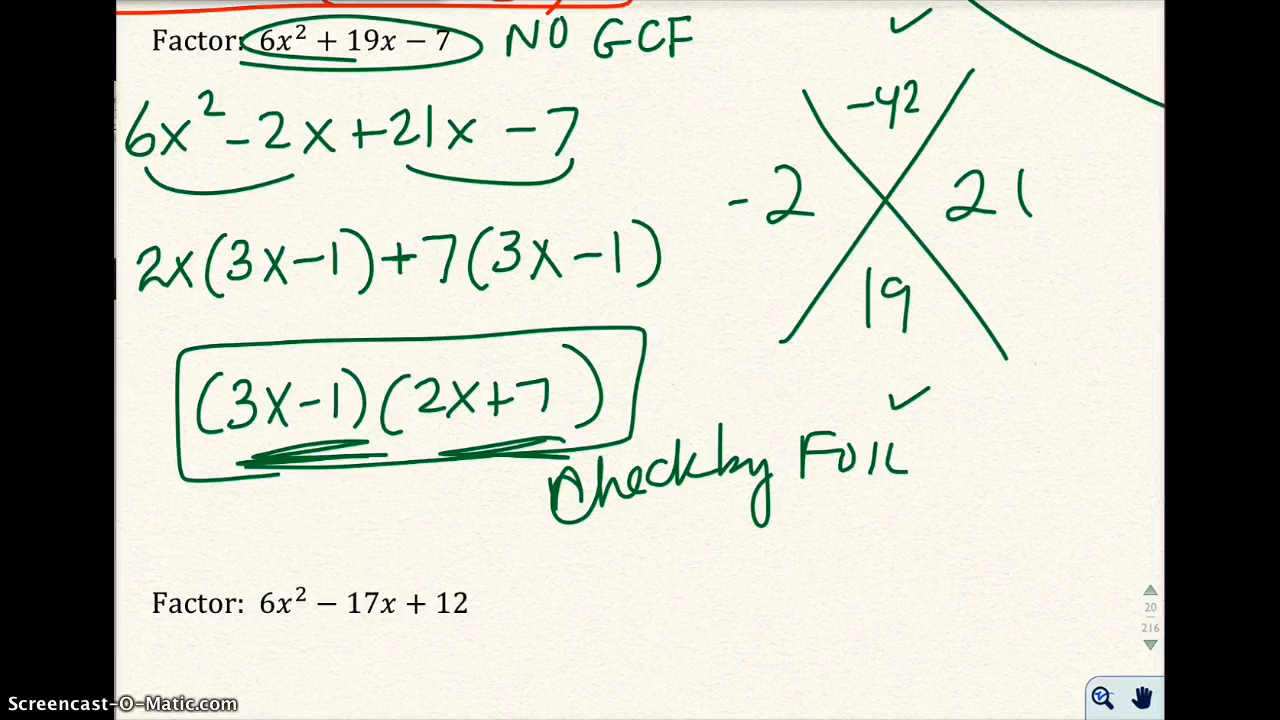 Factor: 6x² + 19x − 7 NO GCF
6x² - 2x + 21x - 7
-42
-2 21
2x(3x-1)+7(3x-1)
19
(3x-1)(2x+7)
Check by FOIL
Factor: 6x² − 17x + 12
20
216
Screencast-O-Matic.com